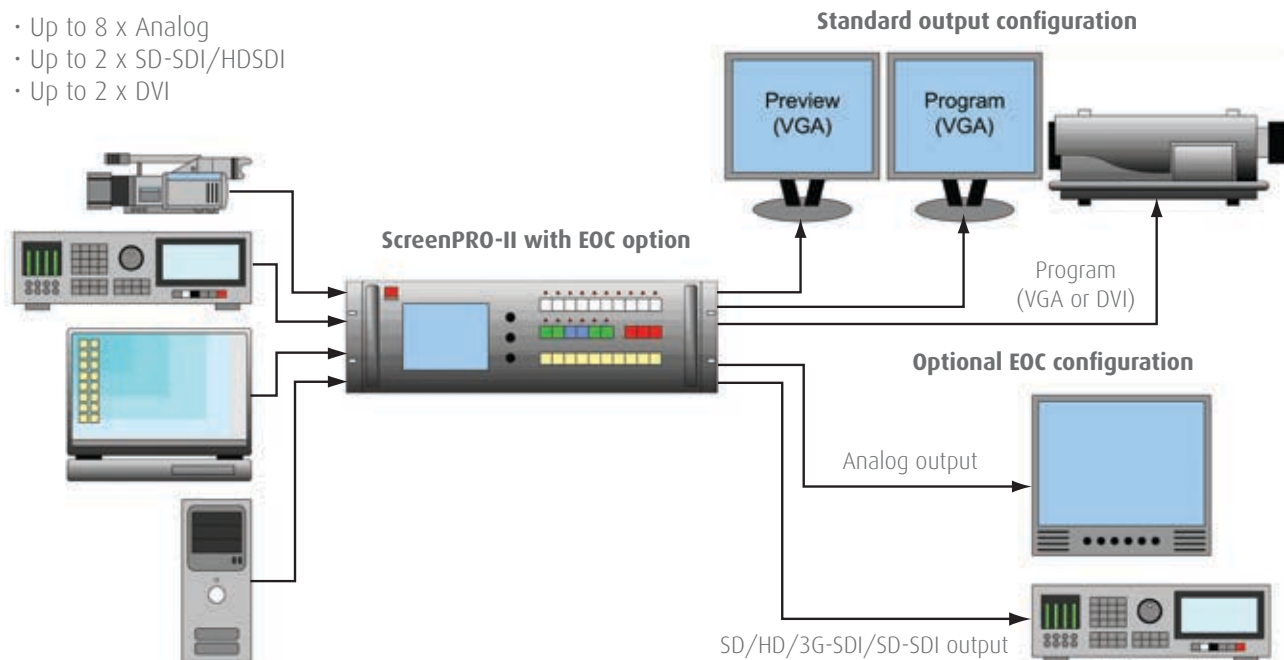 · Up to 8 x Analog
· Up to 2 x SD-SDI/HDSDI
· Up to 2 x DVI
Standard output configuration
Preview
(VGA)
Program
(VGA)
ScreenPRO-II with EOC option
Program
(VGA or DVI)
Optional EOC configuration
Analog output
SD/HD/3G-SDI/SD-SDI output